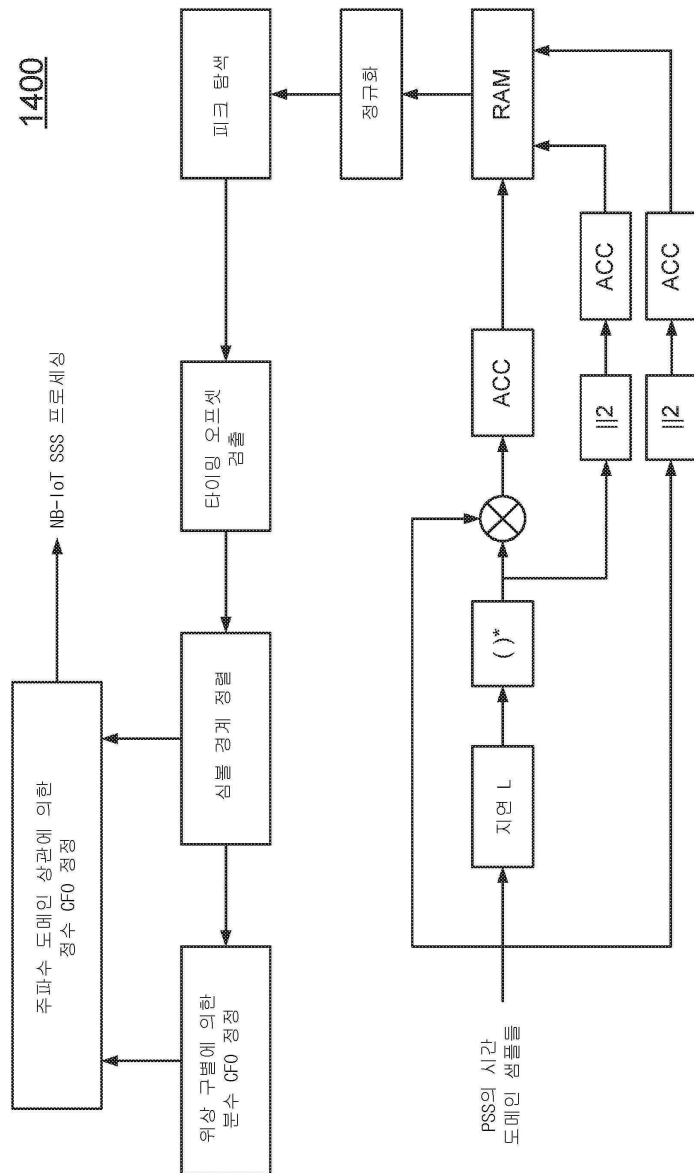 1400
PSS의 시간
도메인 샘플들
지연 L
( )*
ACC
||2
ACC
||2
ACC
RAM
정규화
피크 탐색
타이밍 오프셋
검출
심볼 경계 정렬
위상 구별에 의한
분수 CFO 정정
주파수 도메인 상관에 의한
정수 CFO 정정
NB-IoT SSS 프로세싱